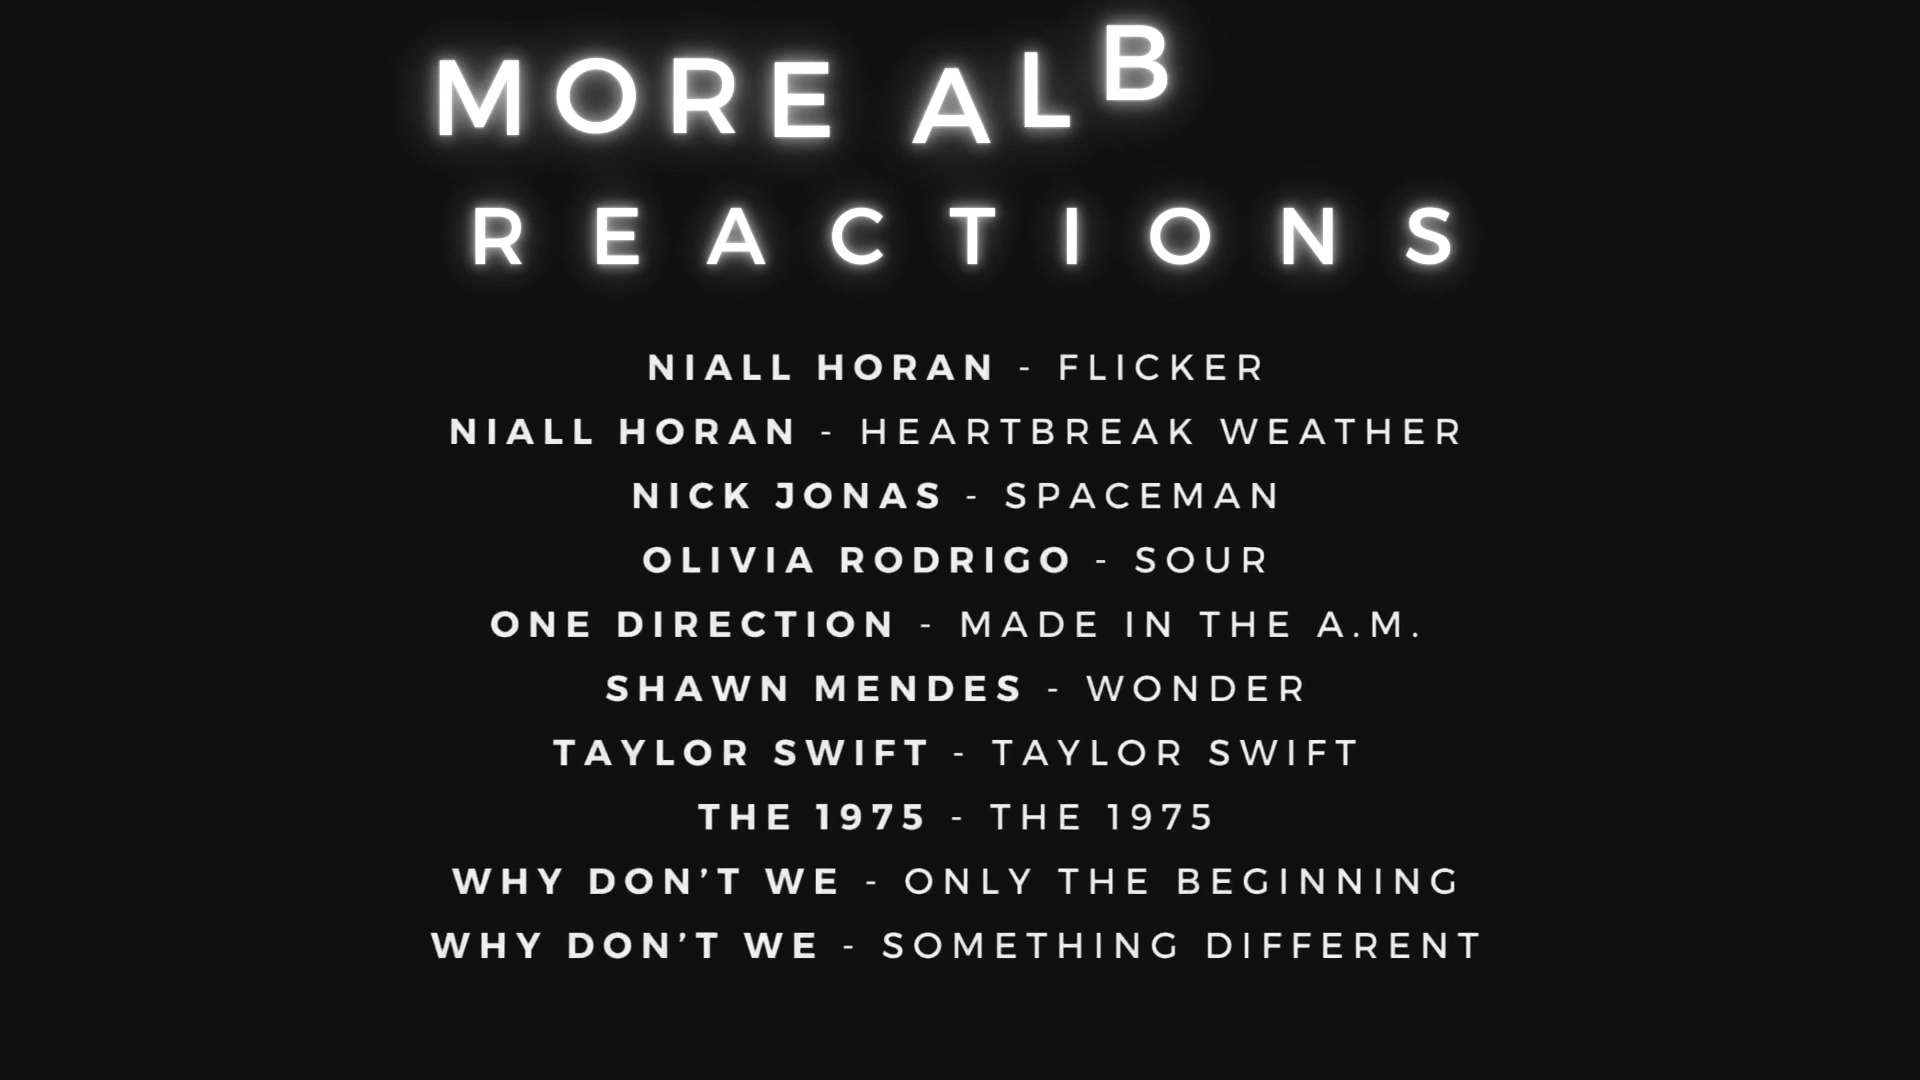 MORE ALB
REACTIONS
NIALL HORAN - FLICKER
NIALL HORAN - HEARTBREAK WEATHER
NICK JONAS - SPACEMAN
OLIVIA RODRIGO - SOUR
ONE DIRECTION - MADE IN THE A.M.
SHAWN MENDES - WONDER
TAYLOR SWIFT - TAYLOR SWIFT
THE 1975 - THE 1975
WHY DON’T WE - ONLY THE BEGINNING
WHY DON’T WE - SOMETHING DIFFERENT